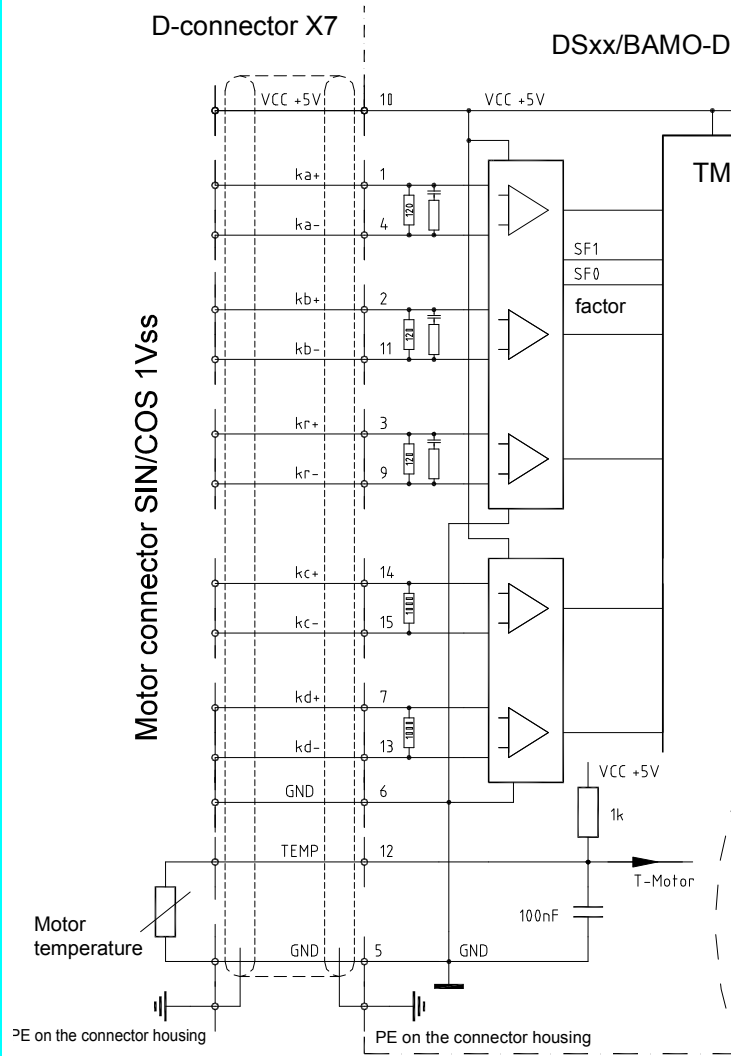 D-connector X7
DSxx/BAMO-D
VCC +5V 10 VCC +5V
TM
ka+ 1
120
ka- 4
SF1
SF0
factor
kb+ 2
120
kb- 11
kr+ 3
120
kr- 9
Motor connector SIN/COS 1Vss
kc+ 14
1000
kc- 15
kd+ 7
1000
kd- 13
VCC +5V
GND 6
1k
TEMP 12
T-Motor
100nF
Motor
temperature
GND 5 GND
PE on the connector housing
PE on the connector housing